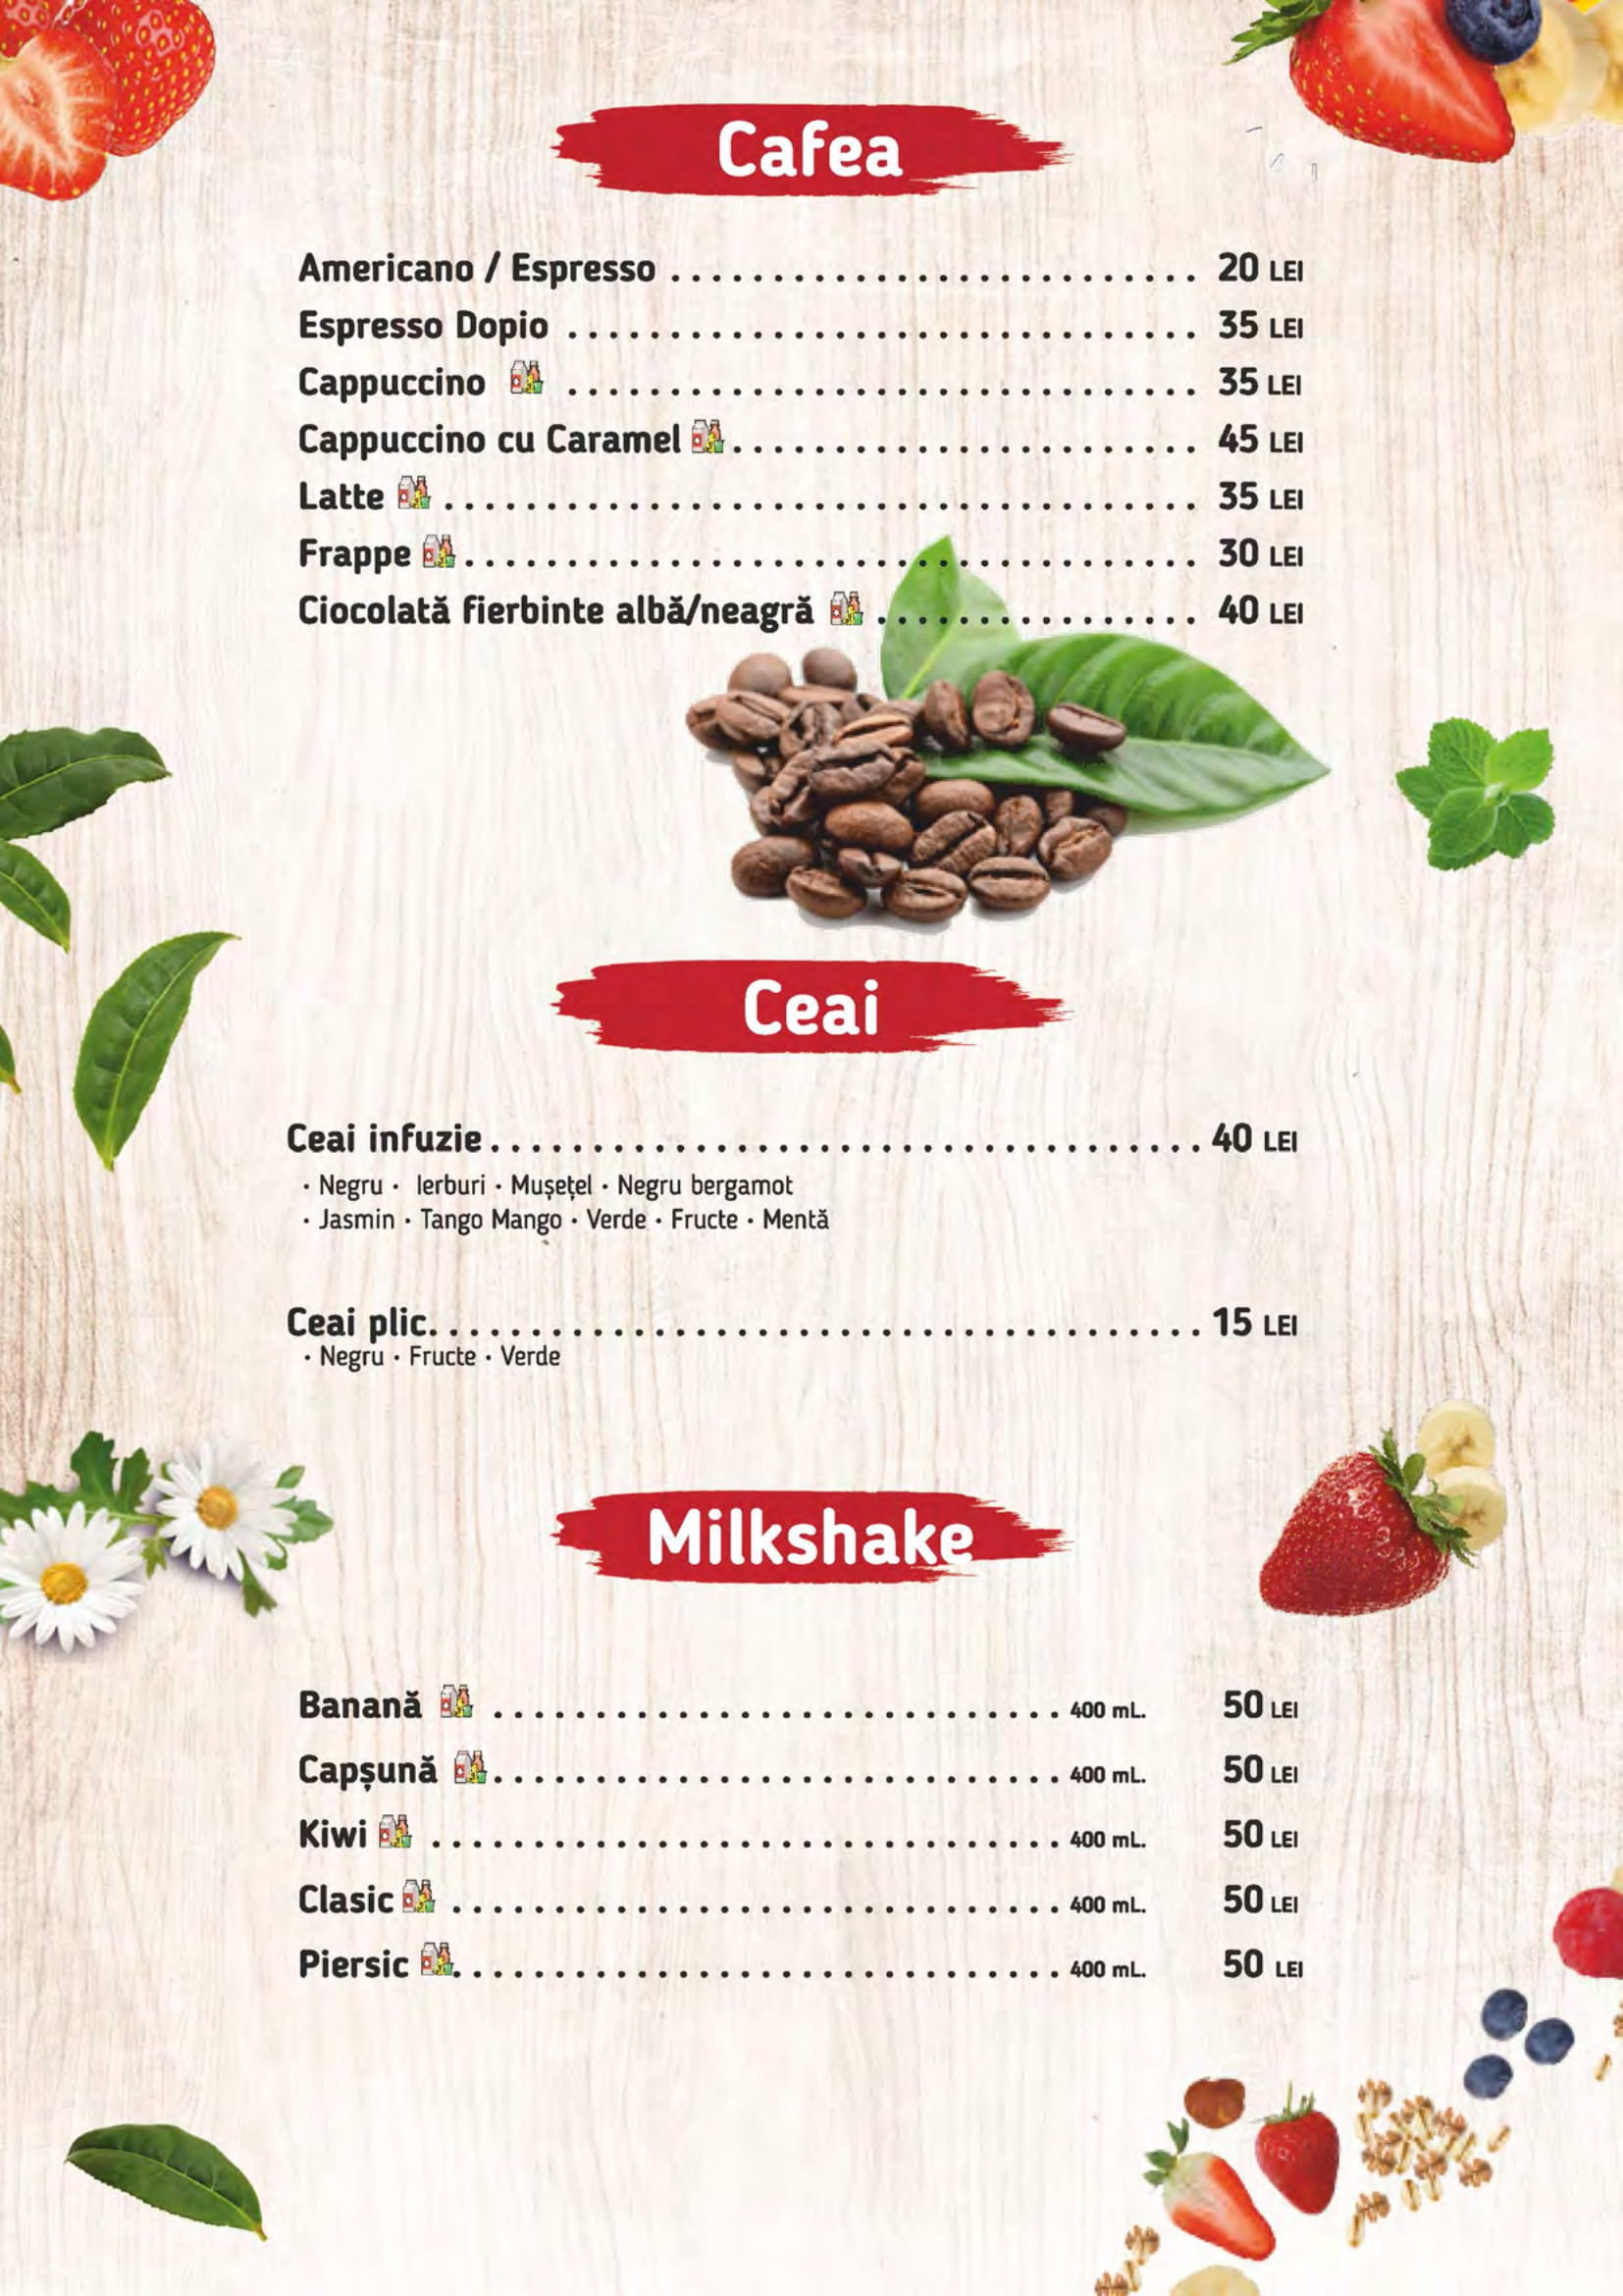 Cafea
Americano / Espresso .......................... 20 LEI
Espresso Dopio ............................... 35 LEI
Cappuccino ............................... 35 LEI
Cappuccino cu Caramel ....................... 45 LEI
Latte ..................................... 35 LEI
Frappe .................................... 30 LEI
Ciocolată fierbinte albă/neagră ................ 40 LEI
Ceai
Ceai infuzie ................................... 40 LEI
· Negru · Ierburi · Mușețel · Negru bergamot
· Jasmin · Tango Mango · Verde · Fructe · Mentă
Ceai plic ...................................... 15 LEI
· Negru · Fructe · Verde
Milkshake
Banană ............................ 400 mL. 50 LEI
Capșună ............................ 400 mL. 50 LEI
Kiwi ............................... 400 mL. 50 LEI
Clasic .............................. 400 mL. 50 LEI
Piersic .............................. 400 mL. 50 LEI